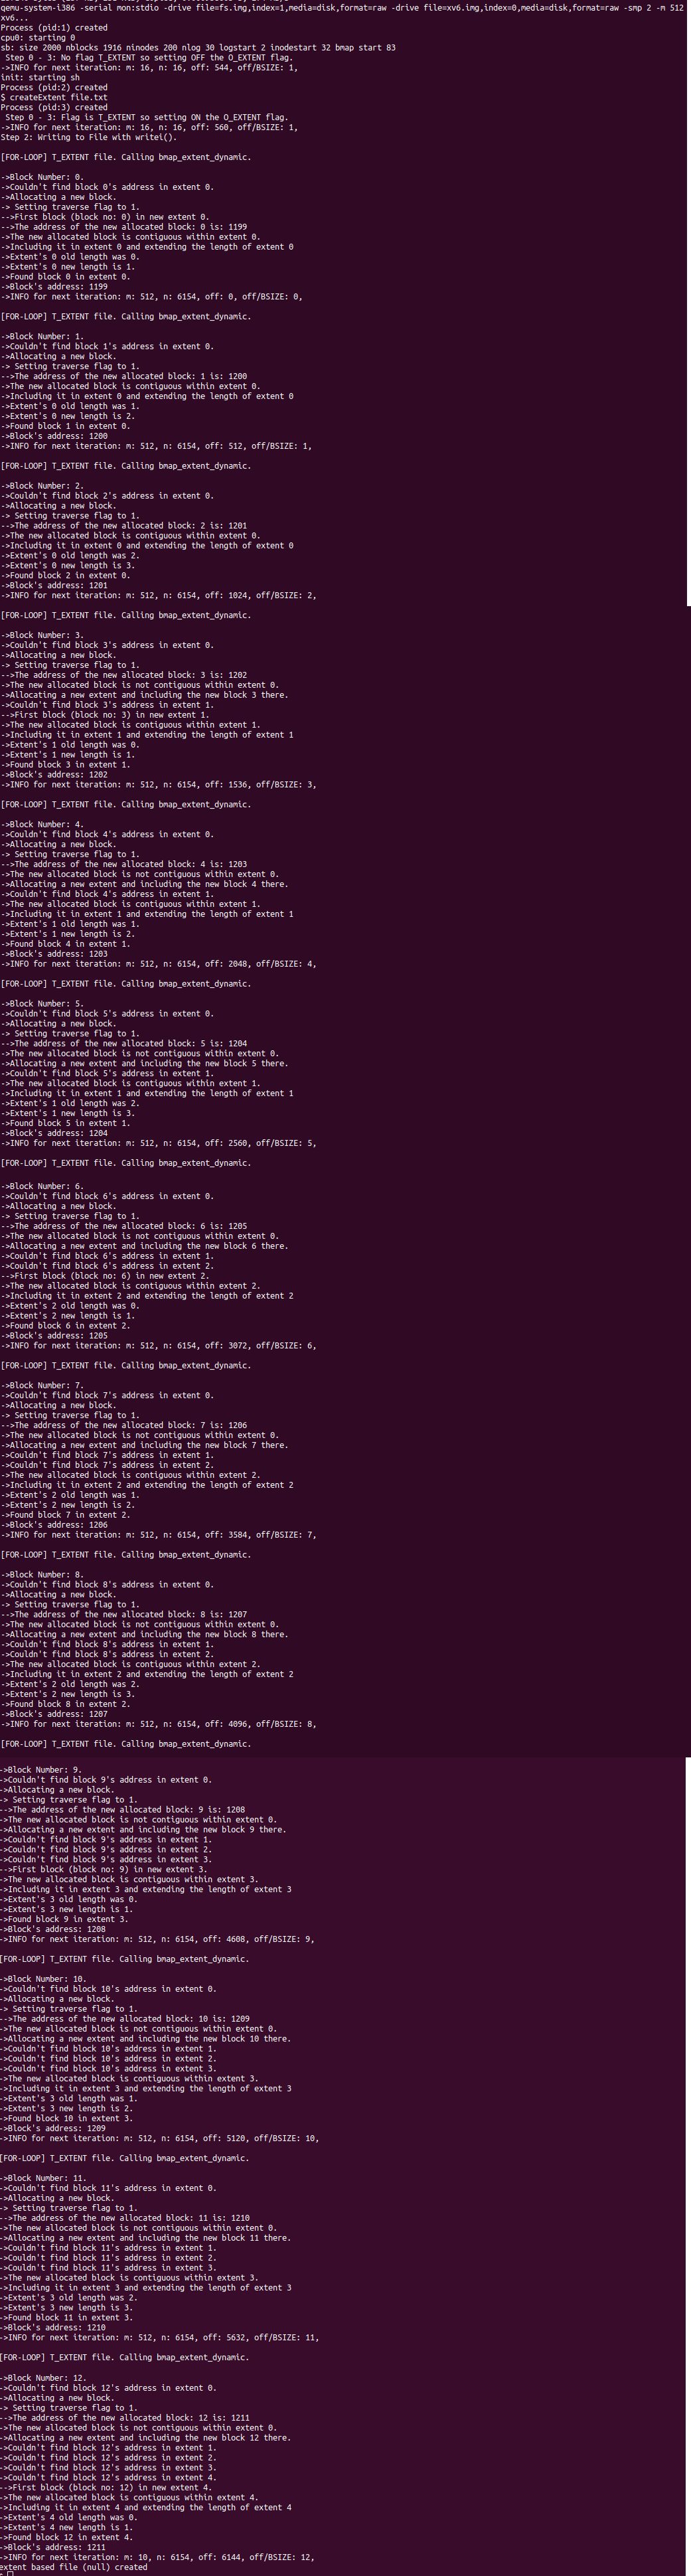 qemu-system-i386 -serial mon:stdio -drive file=fs.img,index=1,media=disk,format=raw -drive file=xv6.img,index=0,media=disk,format=raw -smp 2 -m 512
xv6...
Process (pid:1) created
cpu0: starting 0
sb: size 2000 nblocks 1916 ninodes 200 nlog 30 logstart 2 inodestart 32 bmap start 83
Step 0 - 3: No flag T_EXTENT so setting OFF the O_EXTENT flag.
->INFO for next iteration: m: 16, n: 16, off: 544, off/BSIZE: 1,
init: starting sh
Process (pid:2) created
$ createExtent file.txt
Process (pid:3) created
Step 0 - 3: Flag is T_EXTENT so setting ON the O_EXTENT flag.
->INFO for next iteration: m: 16, n: 16, off: 560, off/BSIZE: 1,
Step 2: Writing to File with writei().
[FOR-LOOP] T_EXTENT file. Calling bmap_extent_dynamic.
->Block Number: 0.
->Couldn't find block 0's address in extent 0.
->Allocating a new block.
-> Setting traverse flag to 1.
-->First block (block no: 0) in new extent 0.
-->The address of the new allocated block: 0 is: 1199
->The new allocated block is contiguous within extent 0.
->Including it in extent 0 and extending the length of extent 0
->Extent's 0 old length was 0.
->Extent's 0 new length is 1.
->Found block 0 in extent 0.
->Block's address: 1199
->INFO for next iteration: m: 512, n: 6154, off: 0, off/BSIZE: 0,
[FOR-LOOP] T_EXTENT file. Calling bmap_extent_dynamic.
->Block Number: 1.
->Couldn't find block 1's address in extent 0.
->Allocating a new block.
-> Setting traverse flag to 1.
-->The address of the new allocated block: 1 is: 1200
->The new allocated block is contiguous within extent 0.
->Including it in extent 0 and extending the length of extent 0
->Extent's 0 old length was 1.
->Extent's 0 new length is 2.
->Found block 1 in extent 0.
->Block's address: 1200
->INFO for next iteration: m: 512, n: 6154, off: 512, off/BSIZE: 1,
[FOR-LOOP] T_EXTENT file. Calling bmap_extent_dynamic.
->Block Number: 2.
->Couldn't find block 2's address in extent 0.
->Allocating a new block.
-> Setting traverse flag to 1.
-->The address of the new allocated block: 2 is: 1201
->The new allocated block is contiguous within extent 0.
->Including it in extent 0 and extending the length of extent 0
->Extent's 0 old length was 2.
->Extent's 0 new length is 3.
->Found block 2 in extent 0.
->Block's address: 1201
->INFO for next iteration: m: 512, n: 6154, off: 1024, off/BSIZE: 2,
[FOR-LOOP] T_EXTENT file. Calling bmap_extent_dynamic.
->Block Number: 3.
->Couldn't find block 3's address in extent 0.
->Allocating a new block.
-> Setting traverse flag to 1.
-->The address of the new allocated block: 3 is: 1202
->The new allocated block is not contiguous within extent 0.
->Allocating a new extent and including the new block 3 there.
->Couldn't find block 3's address in extent 1.
-->First block (block no: 3) in new extent 1.
->The new allocated block is contiguous within extent 1.
->Including it in extent 1 and extending the length of extent 1
->Extent's 1 old length was 0.
->Extent's 1 new length is 1.
->Found block 3 in extent 1.
->Block's address: 1202
->INFO for next iteration: m: 512, n: 6154, off: 1536, off/BSIZE: 3,
[FOR-LOOP] T_EXTENT file. Calling bmap_extent_dynamic.
->Block Number: 4.
->Couldn't find block 4's address in extent 0.
->Allocating a new block.
-> Setting traverse flag to 1.
-->The address of the new allocated block: 4 is: 1203
->The new allocated block is not contiguous within extent 0.
->Allocating a new extent and including the new block 4 there.
->Couldn't find block 4's address in extent 1.
->The new allocated block is contiguous within extent 1.
->Including it in extent 1 and extending the length of extent 1
->Extent's 1 old length was 1.
->Extent's 1 new length is 2.
->Found block 4 in extent 1.
->Block's address: 1203
->INFO for next iteration: m: 512, n: 6154, off: 2048, off/BSIZE: 4,
[FOR-LOOP] T_EXTENT file. Calling bmap_extent_dynamic.
->Block Number: 5.
->Couldn't find block 5's address in extent 0.
->Allocating a new block.
-> Setting traverse flag to 1.
-->The address of the new allocated block: 5 is: 1204
->The new allocated block is not contiguous within extent 0.
->Allocating a new extent and including the new block 5 there.
->Couldn't find block 5's address in extent 1.
->The new allocated block is contiguous within extent 1.
->Including it in extent 1 and extending the length of extent 1
->Extent's 1 old length was 2.
->Extent's 1 new length is 3.
->Found block 5 in extent 1.
->Block's address: 1204
->INFO for next iteration: m: 512, n: 6154, off: 2560, off/BSIZE: 5,
[FOR-LOOP] T_EXTENT file. Calling bmap_extent_dynamic.
->Block Number: 6.
->Couldn't find block 6's address in extent 0.
->Allocating a new block.
-> Setting traverse flag to 1.
-->The address of the new allocated block: 6 is: 1205
->The new allocated block is not contiguous within extent 0.
->Allocating a new extent and including the new block 6 there.
->Couldn't find block 6's address in extent 1.
->Couldn't find block 6's address in extent 2.
-->First block (block no: 6) in new extent 2.
->The new allocated block is contiguous within extent 2.
->Including it in extent 2 and extending the length of extent 2
->Extent's 2 old length was 0.
->Extent's 2 new length is 1.
->Found block 6 in extent 2.
->Block's address: 1205
->INFO for next iteration: m: 512, n: 6154, off: 3072, off/BSIZE: 6,
[FOR-LOOP] T_EXTENT file. Calling bmap_extent_dynamic.
->Block Number: 7.
->Couldn't find block 7's address in extent 0.
->Allocating a new block.
-> Setting traverse flag to 1.
-->The address of the new allocated block: 7 is: 1206
->The new allocated block is not contiguous within extent 0.
->Allocating a new extent and including the new block 7 there.
->Couldn't find block 7's address in extent 1.
->Couldn't find block 7's address in extent 2.
->The new allocated block is contiguous within extent 2.
->Including it in extent 2 and extending the length of extent 2
->Extent's 2 old length was 1.
->Extent's 2 new length is 2.
->Found block 7 in extent 2.
->Block's address: 1206
->INFO for next iteration: m: 512, n: 6154, off: 3584, off/BSIZE: 7,
[FOR-LOOP] T_EXTENT file. Calling bmap_extent_dynamic.
->Block Number: 8.
->Couldn't find block 8's address in extent 0.
->Allocating a new block.
-> Setting traverse flag to 1.
-->The address of the new allocated block: 8 is: 1207
->The new allocated block is not contiguous within extent 0.
->Allocating a new extent and including the new block 8 there.
->Couldn't find block 8's address in extent 1.
->Couldn't find block 8's address in extent 2.
->The new allocated block is contiguous within extent 2.
->Including it in extent 2 and extending the length of extent 2
->Extent's 2 old length was 2.
->Extent's 2 new length is 3.
->Found block 8 in extent 2.
->Block's address: 1207
->INFO for next iteration: m: 512, n: 6154, off: 4096, off/BSIZE: 8,
[FOR-LOOP] T_EXTENT file. Calling bmap_extent_dynamic.
->Block Number: 9.
->Couldn't find block 9's address in extent 0.
->Allocating a new block.
-> Setting traverse flag to 1.
-->The address of the new allocated block: 9 is: 1208
->The new allocated block is not contiguous within extent 0.
->Allocating a new extent and including the new block 9 there.
->Couldn't find block 9's address in extent 1.
->Couldn't find block 9's address in extent 2.
->Couldn't find block 9's address in extent 3.
-->First block (block no: 9) in new extent 3.
->The new allocated block is contiguous within extent 3.
->Including it in extent 3 and extending the length of extent 3
->Extent's 3 old length was 0.
->Extent's 3 new length is 1.
->Found block 9 in extent 3.
->Block's address: 1208
->INFO for next iteration: m: 512, n: 6154, off: 4608, off/BSIZE: 9,
[FOR-LOOP] T_EXTENT file. Calling bmap_extent_dynamic.
->Block Number: 10.
->Couldn't find block 10's address in extent 0.
->Allocating a new block.
-> Setting traverse flag to 1.
-->The address of the new allocated block: 10 is: 1209
->The new allocated block is not contiguous within extent 0.
->Allocating a new extent and including the new block 10 there.
->Couldn't find block 10's address in extent 1.
->Couldn't find block 10's address in extent 2.
->Couldn't find block 10's address in extent 3.
->The new allocated block is contiguous within extent 3.
->Including it in extent 3 and extending the length of extent 3
->Extent's 3 old length was 1.
->Extent's 3 new length is 2.
->Found block 10 in extent 3.
->Block's address: 1209
->INFO for next iteration: m: 512, n: 6154, off: 5120, off/BSIZE: 10,
[FOR-LOOP] T_EXTENT file. Calling bmap_extent_dynamic.
->Block Number: 11.
->Couldn't find block 11's address in extent 0.
->Allocating a new block.
-> Setting traverse flag to 1.
-->The address of the new allocated block: 11 is: 1210
->The new allocated block is not contiguous within extent 0.
->Allocating a new extent and including the new block 11 there.
->Couldn't find block 11's address in extent 1.
->Couldn't find block 11's address in extent 2.
->Couldn't find block 11's address in extent 3.
->The new allocated block is contiguous within extent 3.
->Including it in extent 3 and extending the length of extent 3
->Extent's 3 old length was 2.
->Extent's 3 new length is 3.
->Found block 11 in extent 3.
->Block's address: 1210
->INFO for next iteration: m: 512, n: 6154, off: 5632, off/BSIZE: 11,
[FOR-LOOP] T_EXTENT file. Calling bmap_extent_dynamic.
->Block Number: 12.
->Couldn't find block 12's address in extent 0.
->Allocating a new block.
-> Setting traverse flag to 1.
-->The address of the new allocated block: 12 is: 1211
->The new allocated block is not contiguous within extent 0.
->Allocating a new extent and including the new block 12 there.
->Couldn't find block 12's address in extent 1.
->Couldn't find block 12's address in extent 2.
->Couldn't find block 12's address in extent 3.
->Couldn't find block 12's address in extent 4.
-->First block (block no: 12) in new extent 4.
->The new allocated block is contiguous within extent 4.
->Including it in extent 4 and extending the length of extent 4
->Extent's 4 old length was 0.
->Extent's 4 new length is 1.
->Found block 12 in extent 4.
->Block's address: 1211
->INFO for next iteration: m: 10, n: 6154, off: 6144, off/BSIZE: 12,
extent based file (null) created